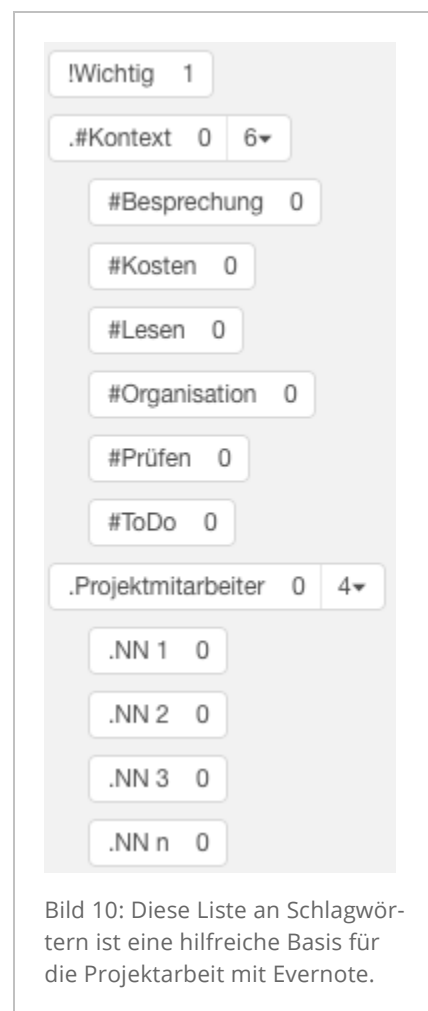 !Wichtig 1
.#Kontext 0 6▾
#Besprechung 0
#Kosten 0
#Lesen 0
#Organisation 0
#Prüfen 0
#ToDo 0
.Projektmitarbeiter 0 4▾
.NN 1 0
.NN 2 0
.NN 3 0
.NN n 0
Bild 10: Diese Liste an Schlagwör-
tern ist eine hilfreiche Basis für
die Projektarbeit mit Evernote.